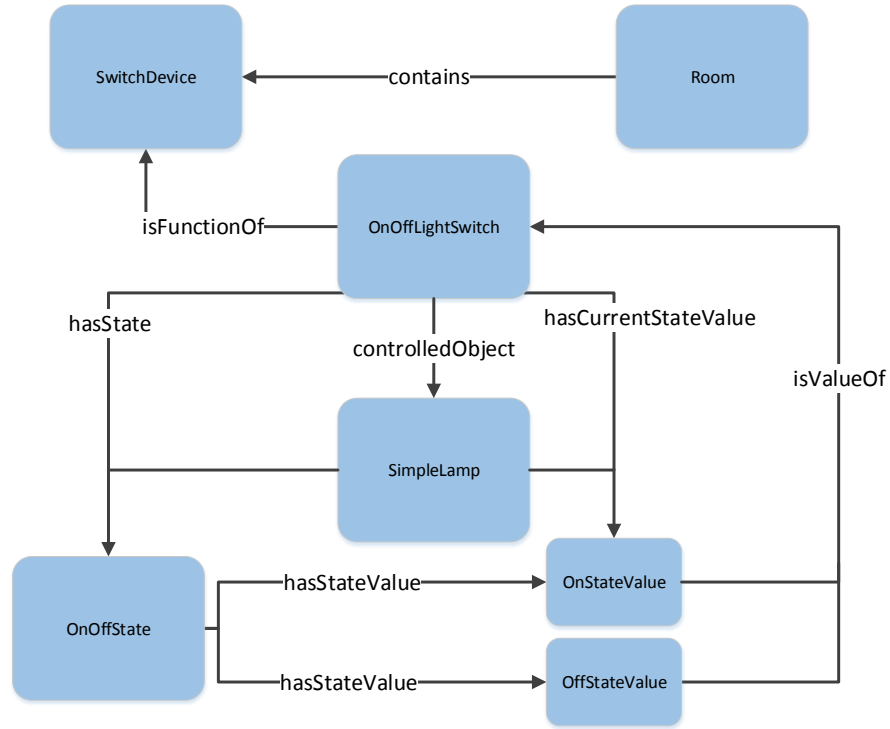 SwitchDevice
contains
Room
isFunctionOf
OnOffLightSwitch
hasState
hasCurrentStateValue
controlledObject
isValueOf
SimpleLamp
hasStateValue
OnStateValue
OnOffState
hasStateValue
OffStateValue